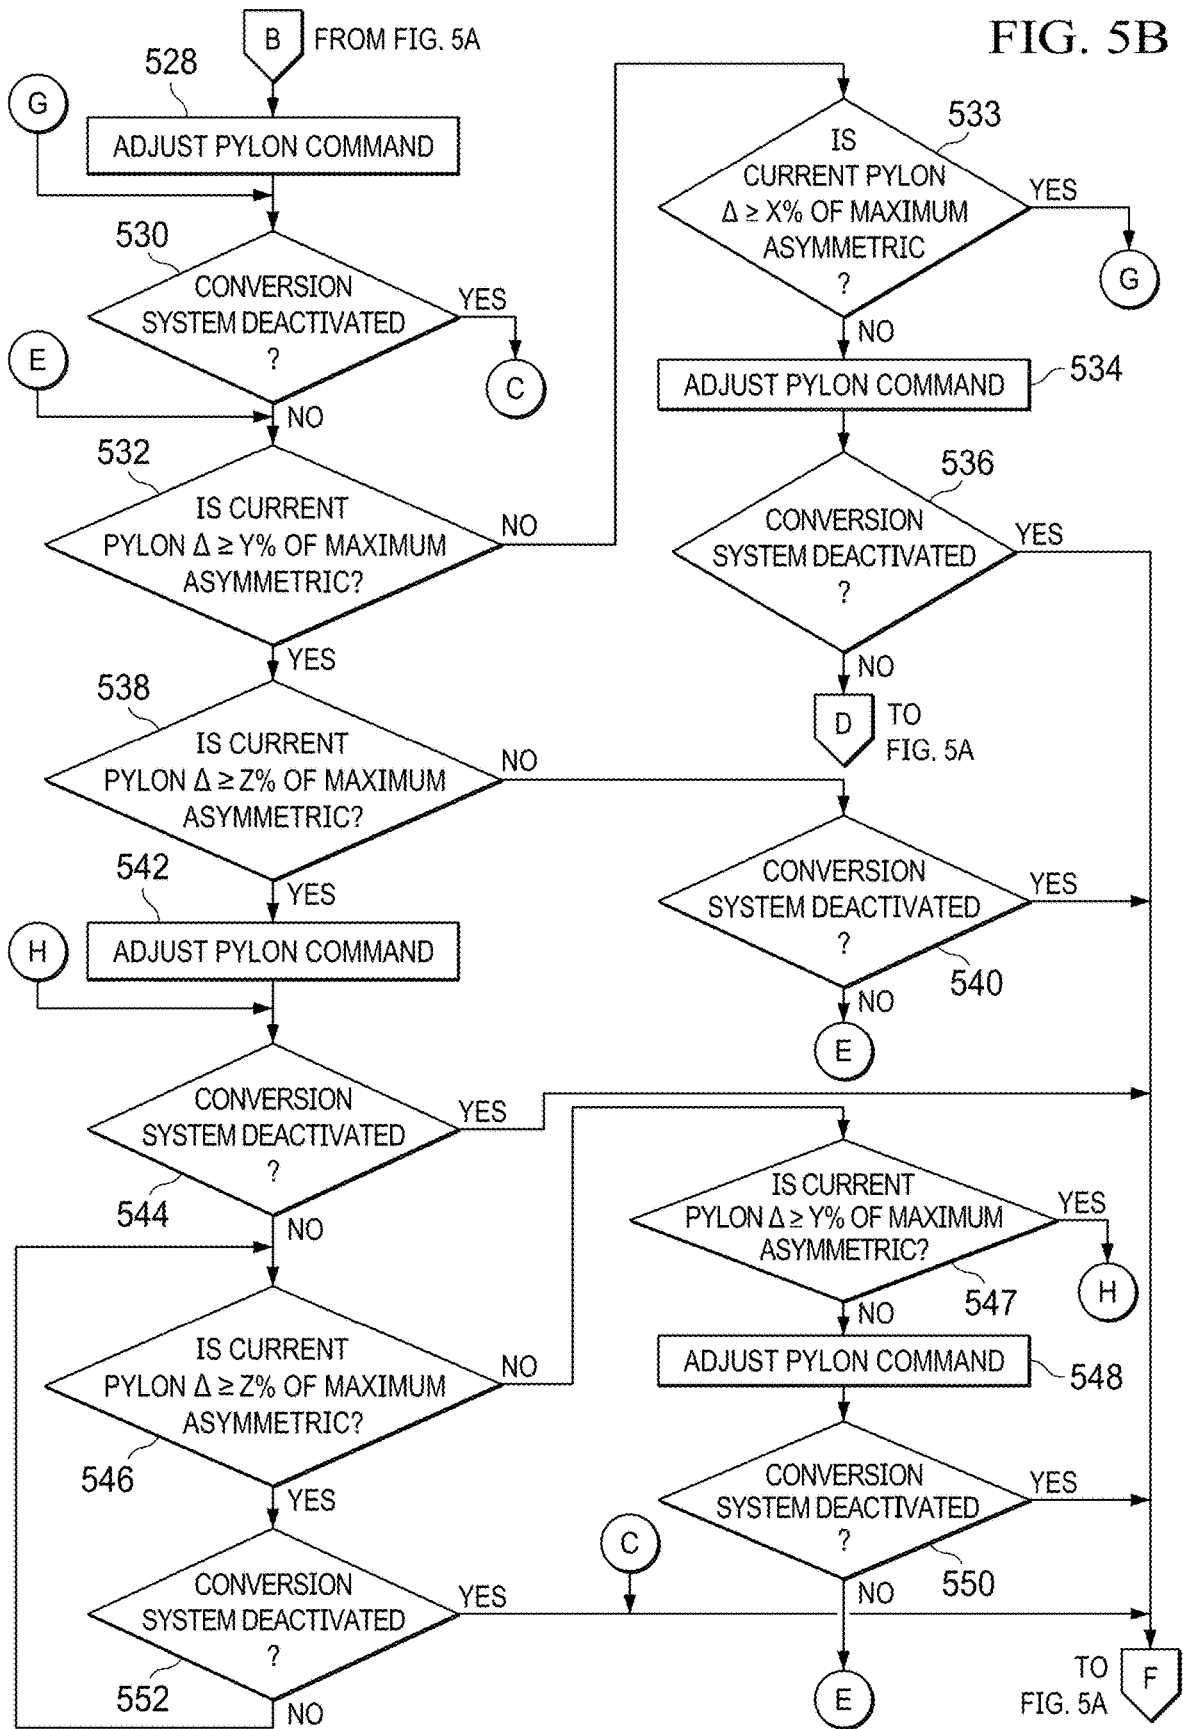 FIG. 5B
B
FROM FIG. 5A
528
G
ADJUST PYLON COMMAND
530
CONVERSION
SYSTEM DEACTIVATED
?
YES
C
E
NO
532
IS CURRENT
PYLON Δ ≥ Y% OF MAXIMUM
ASYMMETRIC?
NO
YES
538
IS CURRENT
PYLON Δ ≥ Z% OF MAXIMUM
ASYMMETRIC?
NO
YES
542
H
ADJUST PYLON COMMAND
CONVERSION
SYSTEM DEACTIVATED
?
YES
544
NO
IS CURRENT
PYLON Δ ≥ Z% OF MAXIMUM
ASYMMETRIC?
NO
546
YES
CONVERSION
SYSTEM DEACTIVATED
?
YES
552
NO
533
IS
CURRENT PYLON
Δ ≥ X% OF MAXIMUM
ASYMMETRIC
?
YES
G
NO
ADJUST PYLON COMMAND
534
536
CONVERSION
SYSTEM DEACTIVATED
?
YES
NO
D
TO
FIG. 5A
CONVERSION
SYSTEM DEACTIVATED
?
YES
540
NO
E
IS CURRENT
PYLON Δ ≥ Y% OF MAXIMUM
ASYMMETRIC?
YES
H
547
NO
ADJUST PYLON COMMAND
548
CONVERSION
SYSTEM DEACTIVATED
?
YES
550
C
NO
E
TO
FIG. 5A
F